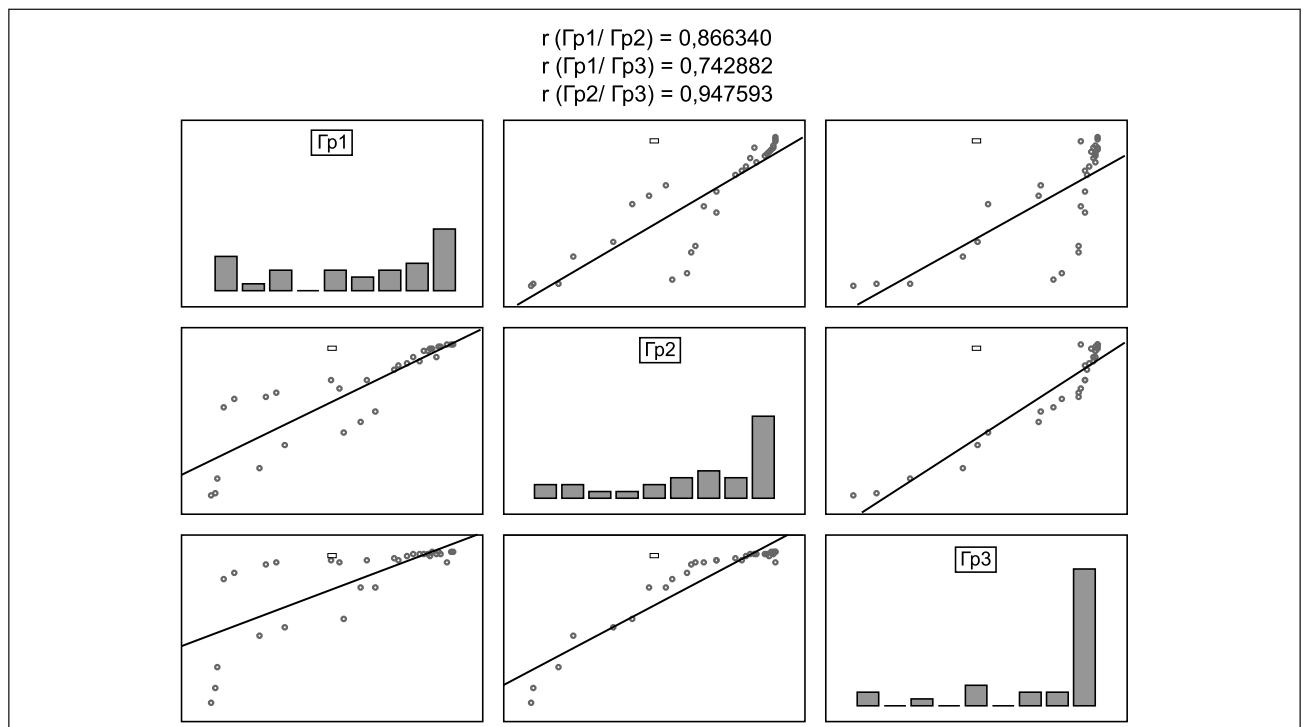 r (Гр1/ Гр2) = 0,866340
r (Гр1/ Гр3) = 0,742882
r (Гр2/ Гр3) = 0,947593
Гр1
Гр2
Гр3